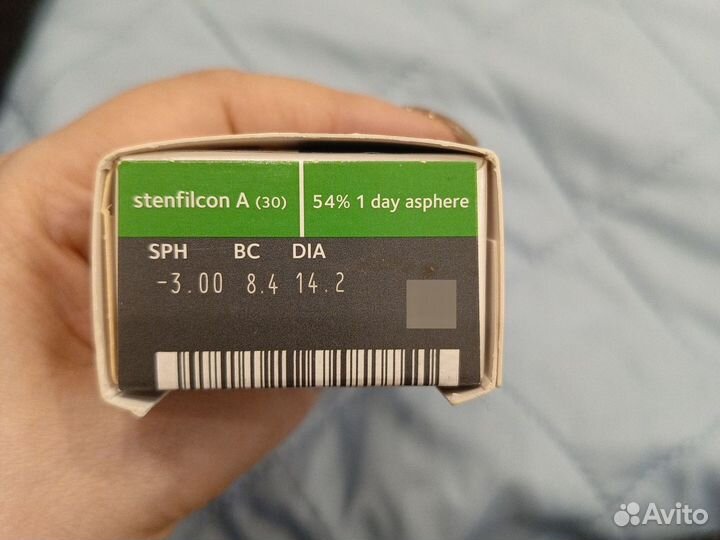 stenfilcon A (30)
54% 1 day asphere
SPH BC DIA
-3.00 8.4 14.2
Avito